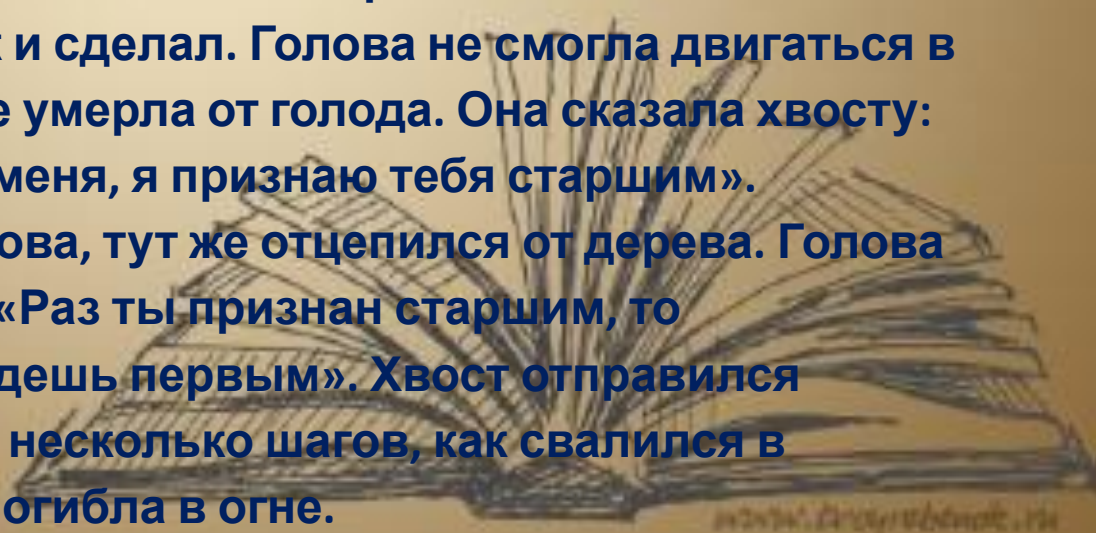 и сделал. Голова не смогла двигаться в
умерла от голода. Она сказала хвосту:
меня, я признаю тебя старшим».
ова, тут же отцепился от дерева. Голова
«Раз ты признан старшим, то
дешь первым». Хвост отправился
несколько шагов, как свалился в
огибла в огне.